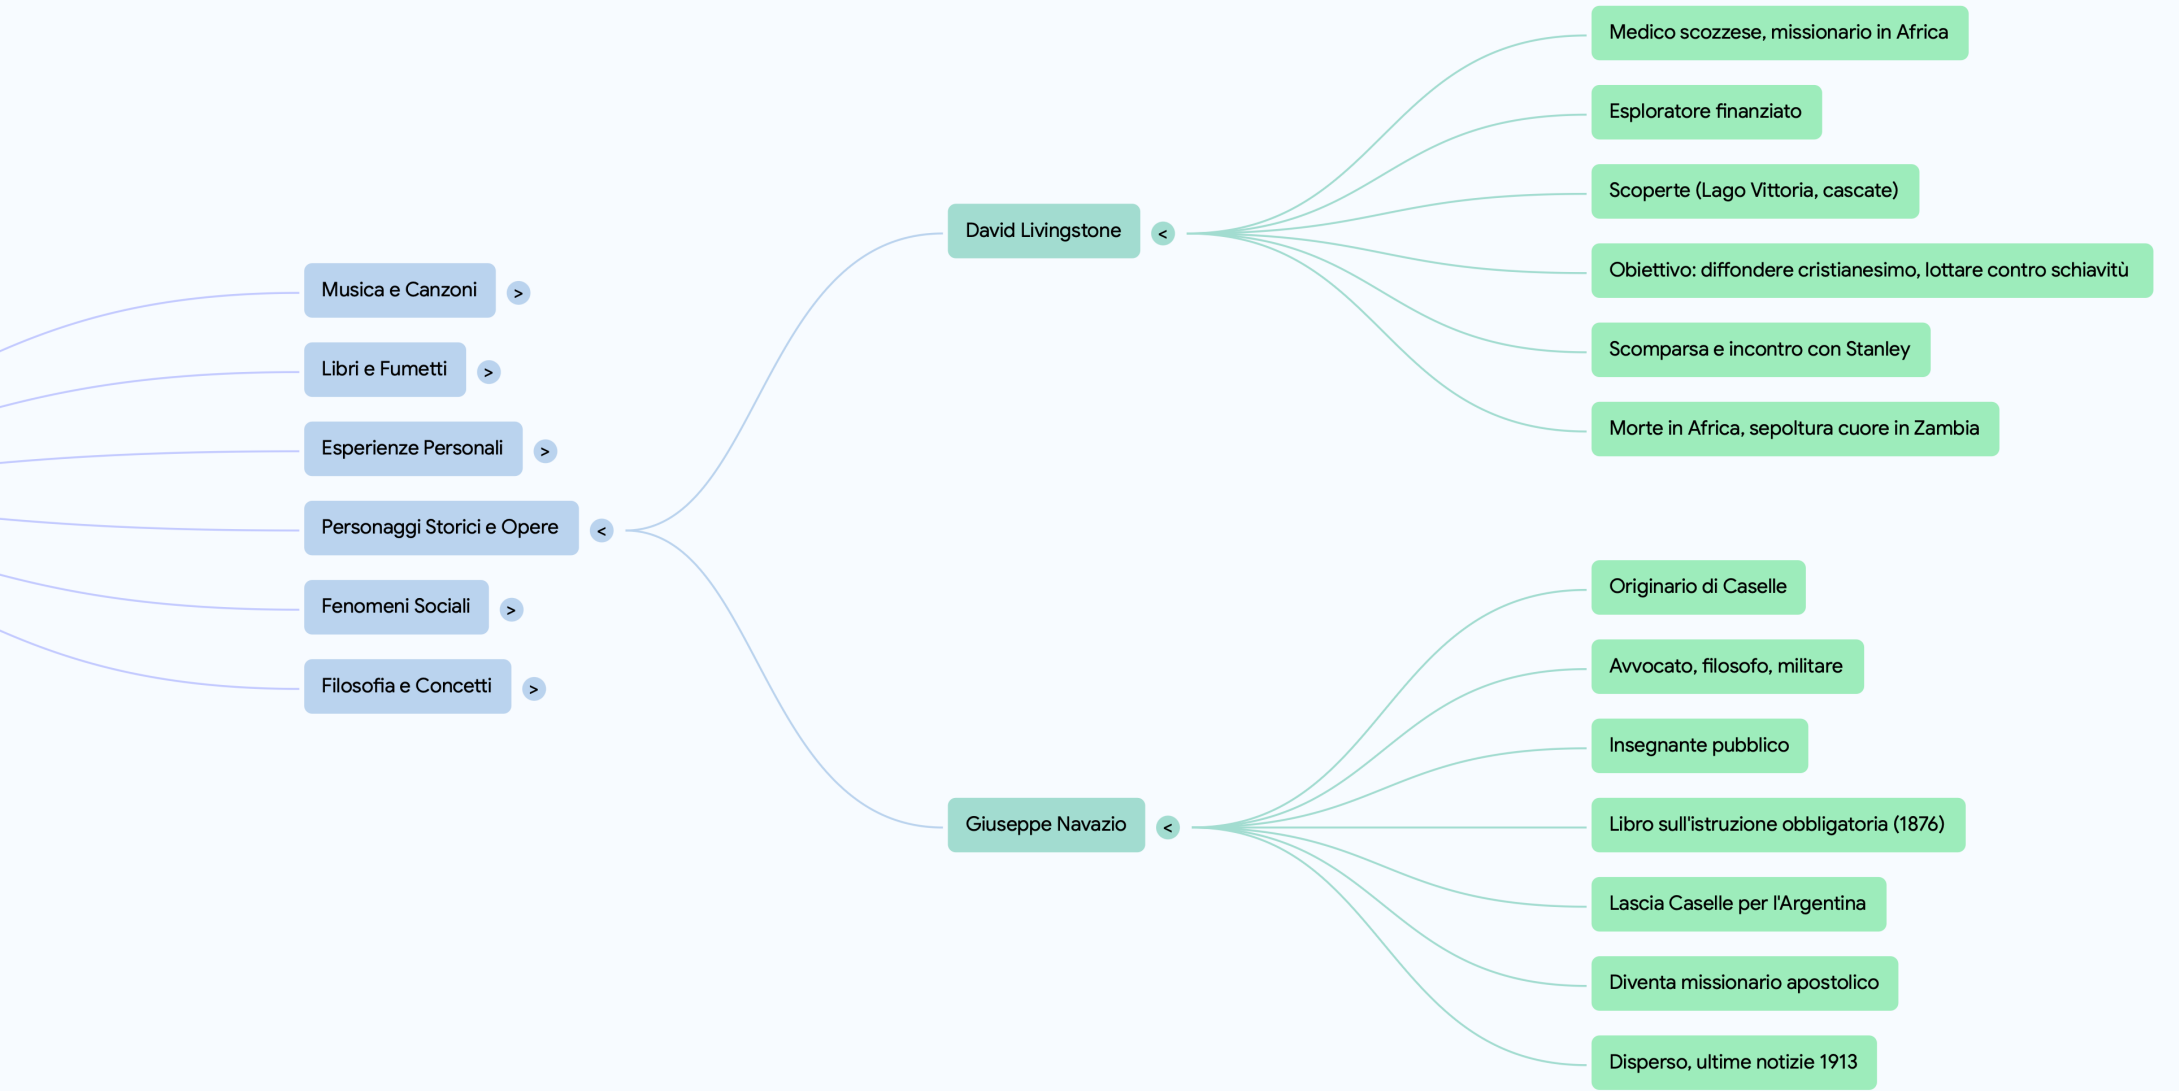 Musica e Canzoni >
Libri e Fumetti >
Esperienze Personali >
Personaggi Storici e Opere <
Fenomeni Sociali >
Filosofia e Concetti >
David Livingstone <
Medico scozzese, missionario in Africa
Esploratore finanziato
Scoperte (Lago Vittoria, cascate)
Obiettivo: diffondere cristianesimo, lottare contro schiavitù
Scomparsa e incontro con Stanley
Morte in Africa, sepoltura cuore in Zambia
Giuseppe Navazio <
Originario di Caselle
Avvocato, filosofo, militare
Insegnante pubblico
Libro sull'istruzione obbligatoria (1876)
Lascia Caselle per l'Argentina
Diventa missionario apostolico
Disperso, ultime notizie 1913